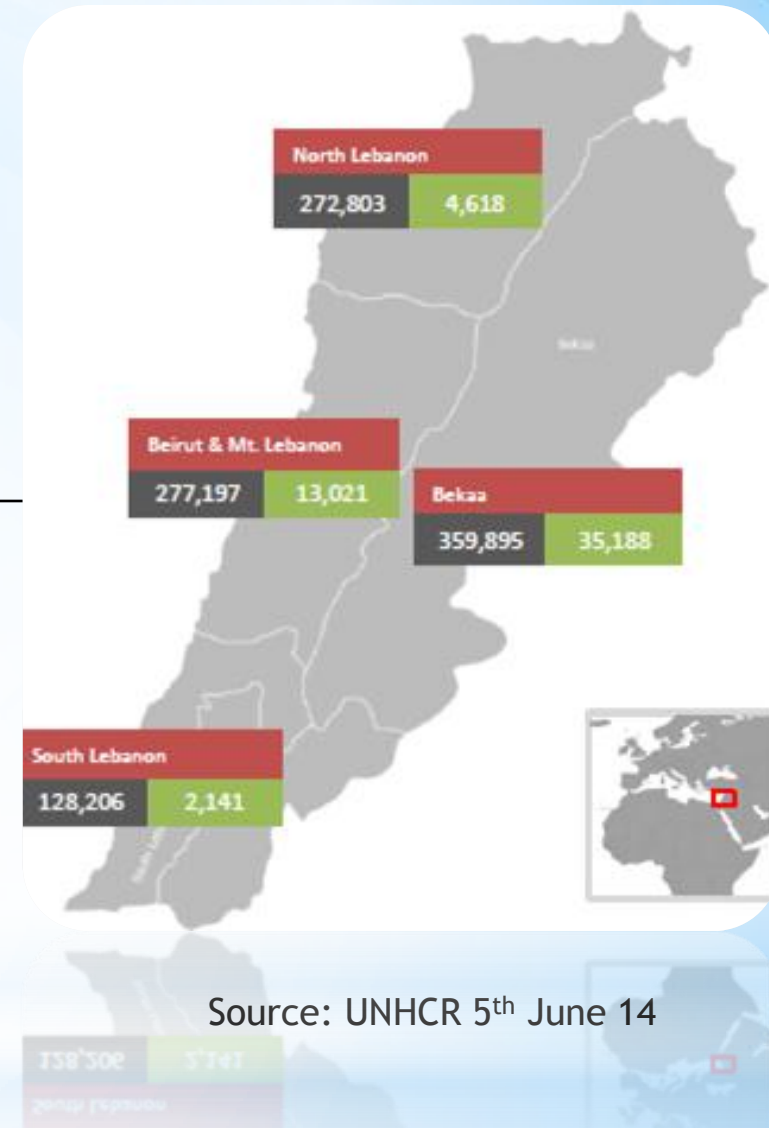 North Lebanon
272,803 4,618
Beirut & Mt. Lebanon
277,197 13,021
Bekaa
359,895 35,188
South Lebanon
128,206 2,141
Source: UNHCR 5th June 14